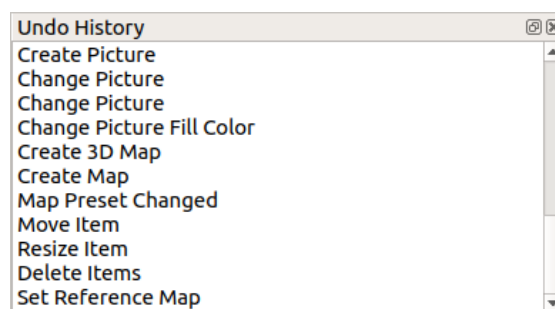 Undo History
Create Picture
Change Picture
Change Picture
Change Picture Fill Color
Create 3D Map
Create Map
Map Preset Changed
Move Item
Resize Item
Delete Items
Set Reference Map